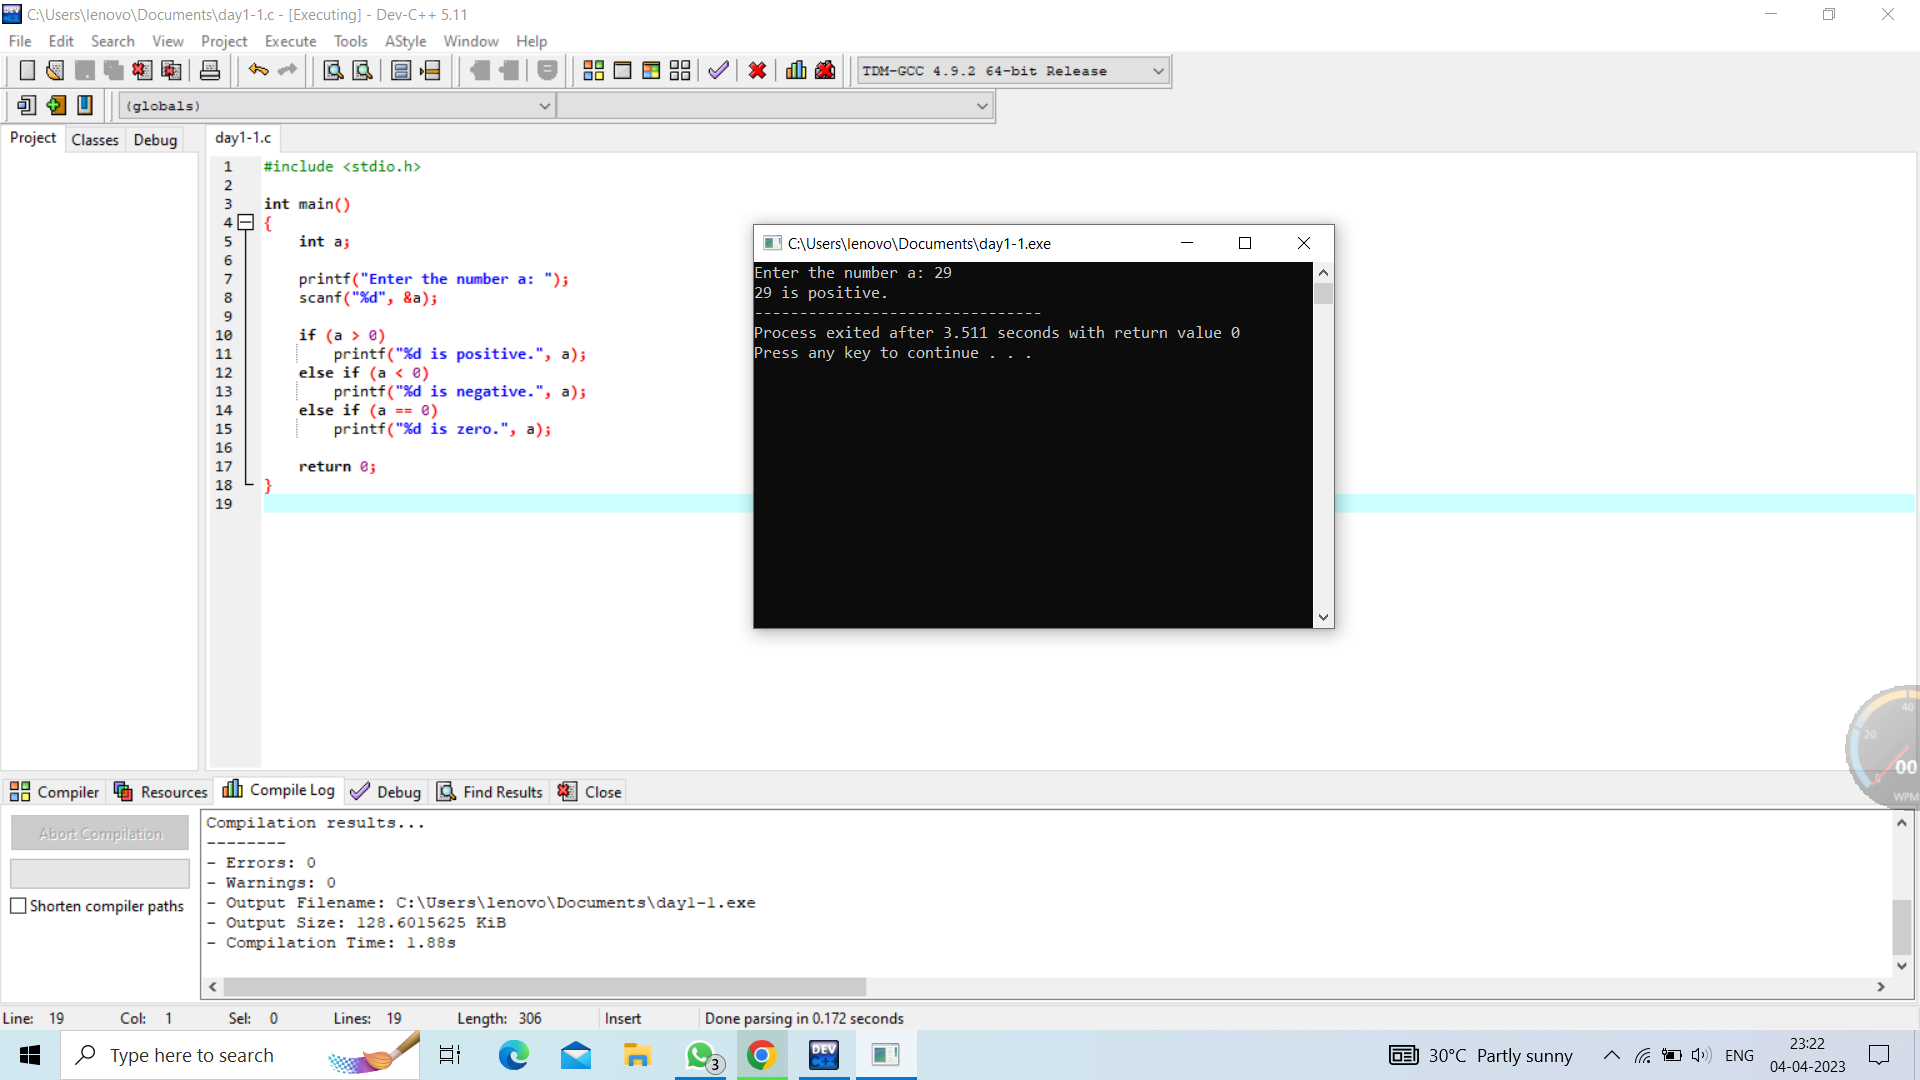 C:\Users\lenovo\Documents\day1-1.c - [Executing] - Dev-C++ 5.11
File Edit Search View Project Execute Tools AStyle Window Help
TDM-GCC 4.9.2 64-bit Release
(globals)
Project Classes Debug
day1-1.c
1 #include <stdio.h>
2
3 int main()
4 {
5 int a;
6
7 printf("Enter the number a: ");
8 scanf("%d", &a);
9
10 if (a > 0)
11 printf("%d is positive.", a);
12 else if (a < 0)
13 printf("%d is negative.", a);
14 else if (a == 0)
15 printf("%d is zero.", a);
16
17 return 0;
18 }
19
C:\Users\lenovo\Documents\day1-1.exe
Enter the number a: 29
29 is positive.
--------------------------------
Process exited after 3.511 seconds with return value 0
Press any key to continue . . .
40
20
0
00
WPM
Compiler Resources Compile Log Debug Find Results Close
Abort Compilation
Shorten compiler paths
Compilation results...
--------
- Errors: 0
- Warnings: 0
- Output Filename: C:\Users\lenovo\Documents\day1-1.exe
- Output Size: 128.6015625 KiB
- Compilation Time: 1.88s
Line: 19 Col: 1 Sel: 0 Lines: 19 Length: 306 Insert Done parsing in 0.172 seconds
Type here to search
3
DEV C++
30°C Partly sunny
ENG
23:22
04-04-2023